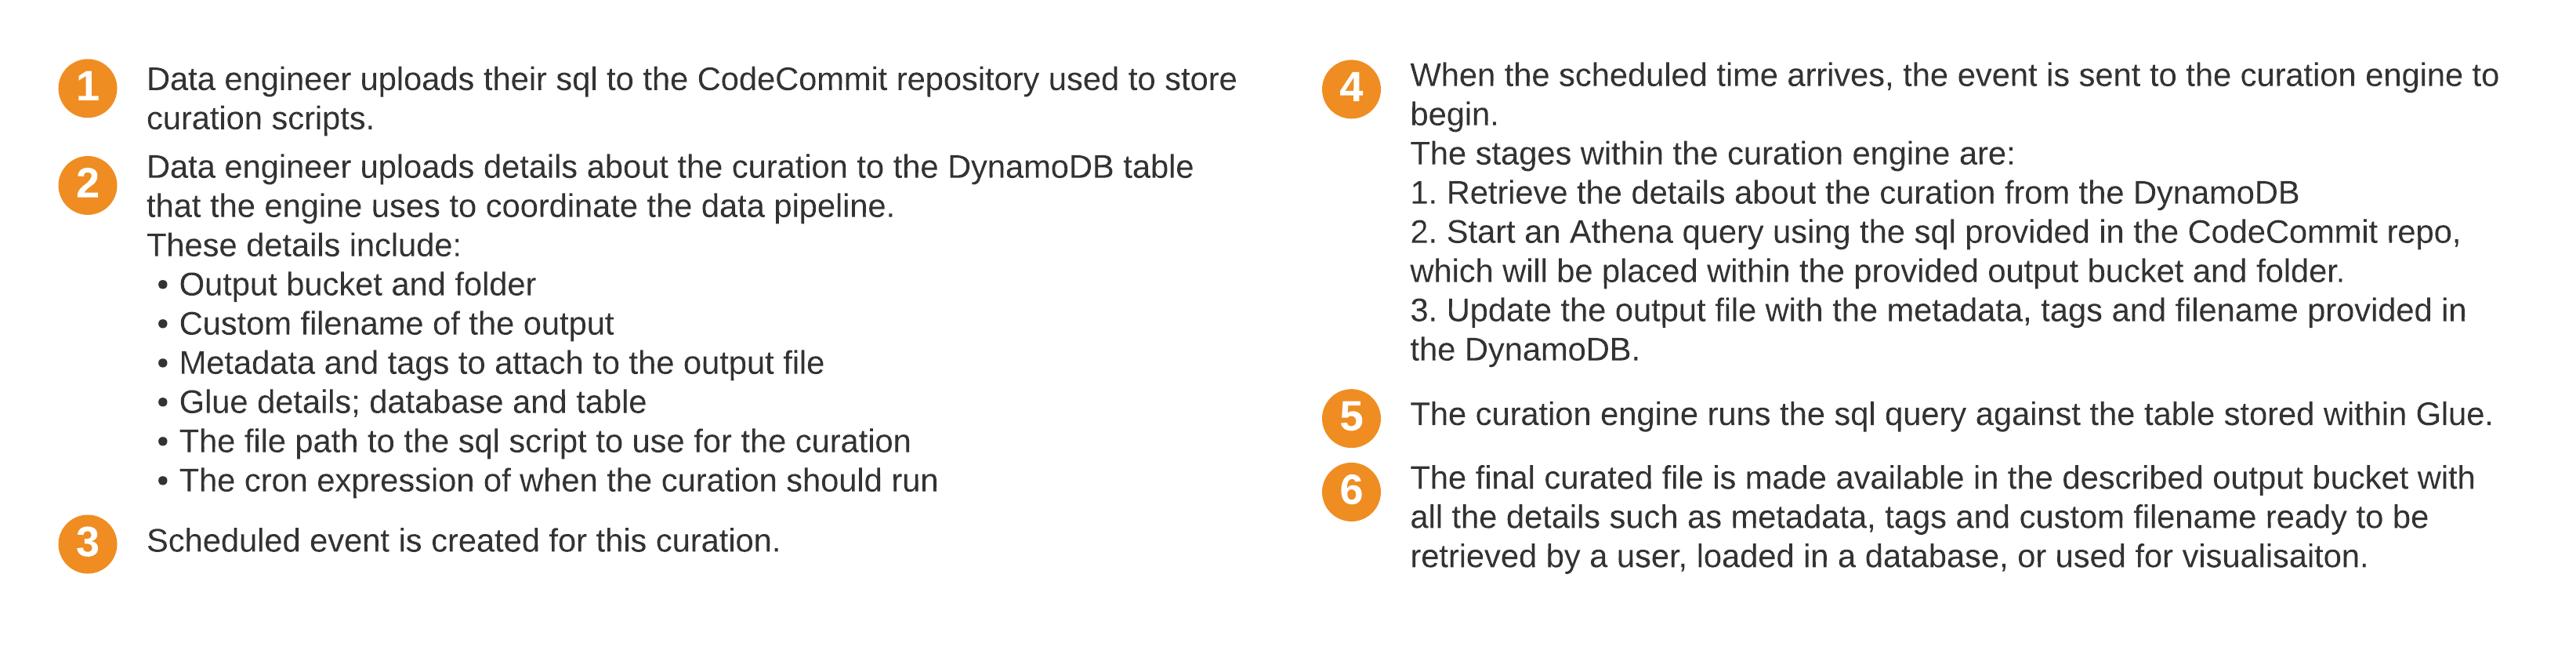 1
Data engineer uploads their sql to the CodeCommit repository used to store
curation scripts.
2
Data engineer uploads details about the curation to the DynamoDB table
that the engine uses to coordinate the data pipeline.
These details include:
• Output bucket and folder
• Custom filename of the output
• Metadata and tags to attach to the output file
• Glue details; database and table
• The file path to the sql script to use for the curation
• The cron expression of when the curation should run
3
Scheduled event is created for this curation.
4
When the scheduled time arrives, the event is sent to the curation engine to
begin.
The stages within the curation engine are:
1. Retrieve the details about the curation from the DynamoDB
2. Start an Athena query using the sql provided in the CodeCommit repo,
which will be placed within the provided output bucket and folder.
3. Update the output file with the metadata, tags and filename provided in
the DynamoDB.
5
The curation engine runs the sql query against the table stored within Glue.
6
The final curated file is made available in the described output bucket with
all the details such as metadata, tags and custom filename ready to be
retrieved by a user, loaded in a database, or used for visualisaiton.